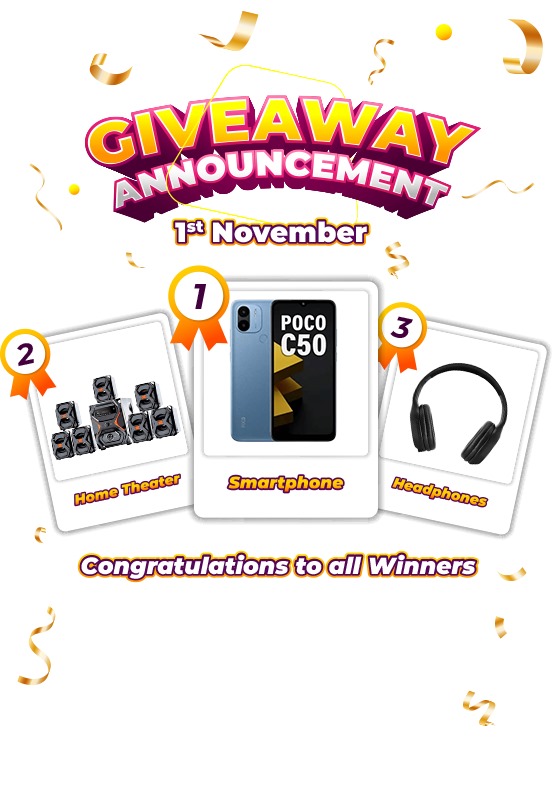 GIVEAWAY
ANNOUNCEMENT
1st November
1
2
3
POCO
C50
Home Theater
Smartphone
Headphones
Congratulations to all Winners